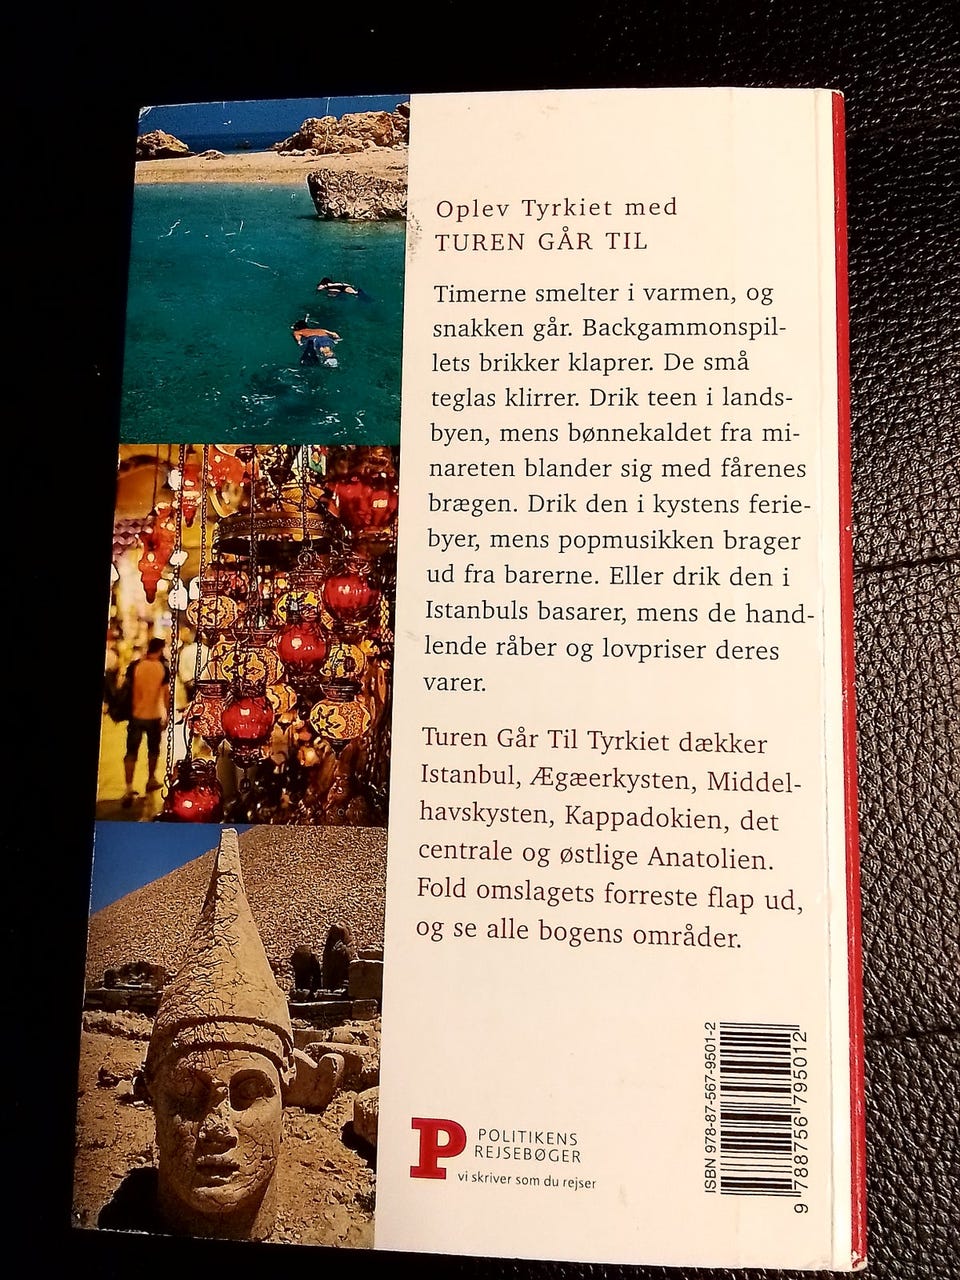 Oplev Tyrkiet med
TUREN GÅR TIL
Timerne smelter i varmen, og
snakken går. Backgammonspil-
lets brikker klaprer. De små
teglas klirrer. Drik teen i lands-
byen, mens bønnekaldet fra mi-
nareten blander sig med fårenes
brægen. Drik den i kystens ferie-
byer, mens popmusikken brager
ud fra barerne. Eller drik den i
Istanbuls basarer, mens de hand-
lende råber og lovpriser deres
varer.
Turen Går Til Tyrkiet dækker
Istanbul, Ægæerkysten, Middel-
havskysten, Kappadokien, det
centrale og østlige Anatolien.
Fold omslagets forreste flap ud,
og se alle bogens områder.
P POLITIKENS
REJSEBØGER
vi skriver som du rejser
ISBN 978-87-567-9501-2
9 788756 795012